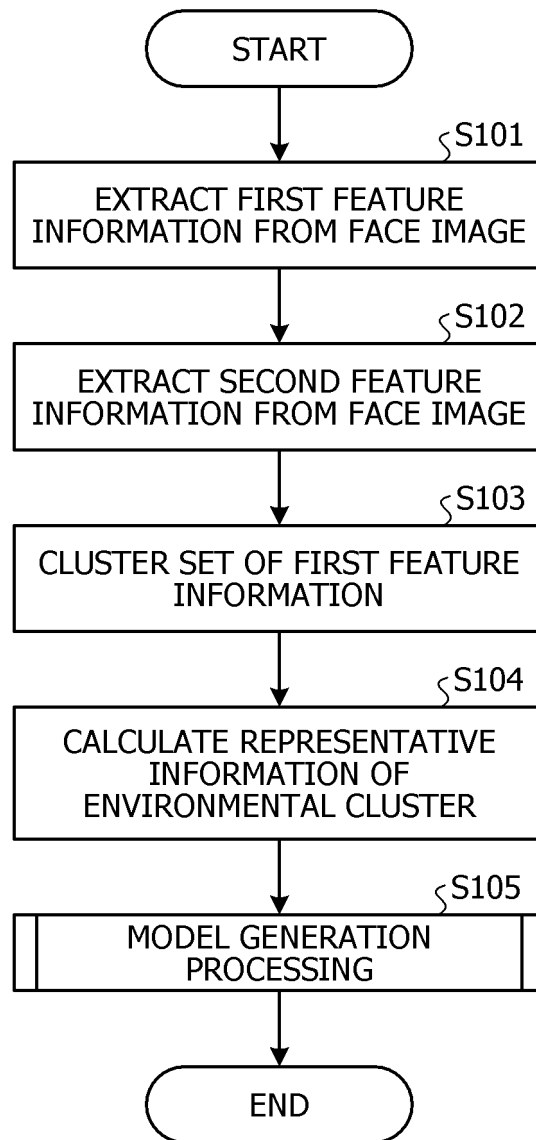 START
S101
EXTRACT FIRST FEATURE
INFORMATION FROM FACE IMAGE
S102
EXTRACT SECOND FEATURE
INFORMATION FROM FACE IMAGE
S103
CLUSTER SET OF FIRST FEATURE
INFORMATION
S104
CALCULATE REPRESENTATIVE
INFORMATION OF
ENVIRONMENTAL CLUSTER
S105
MODEL GENERATION
PROCESSING
END